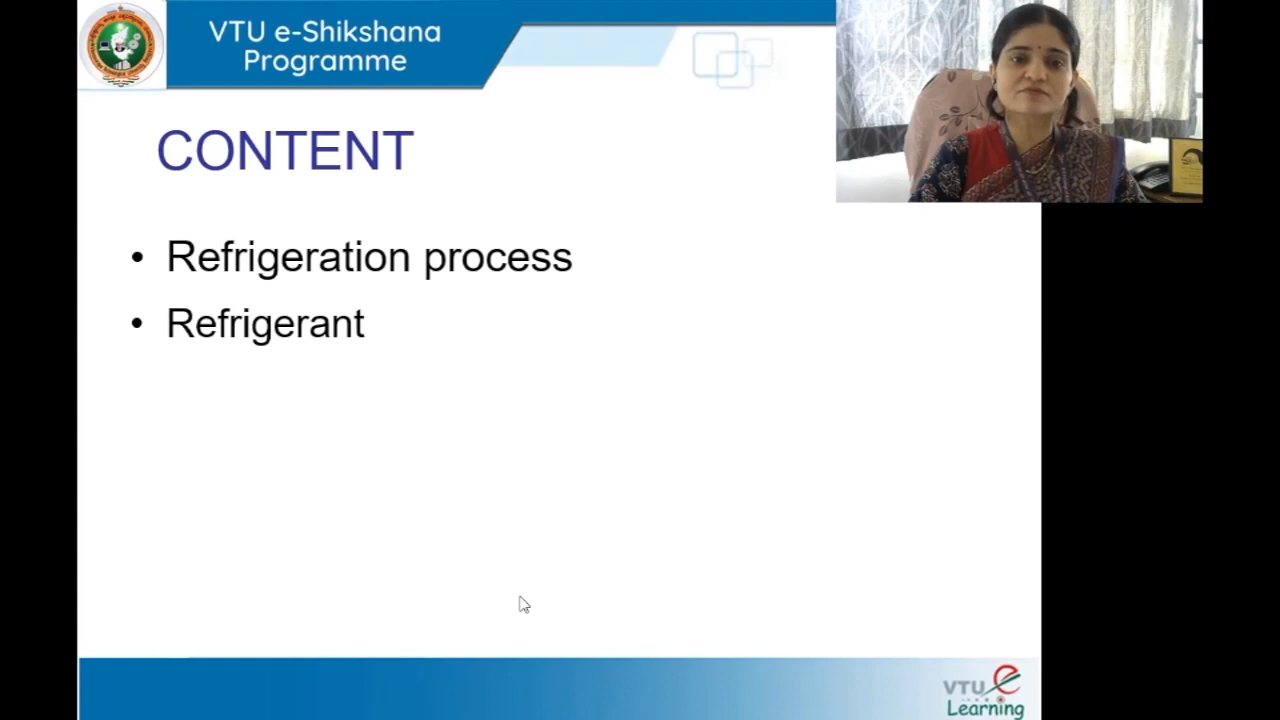 VTU e-Shikshana
Programme
CONTENT
• Refrigeration process
• Refrigerant
VTU e
Learning